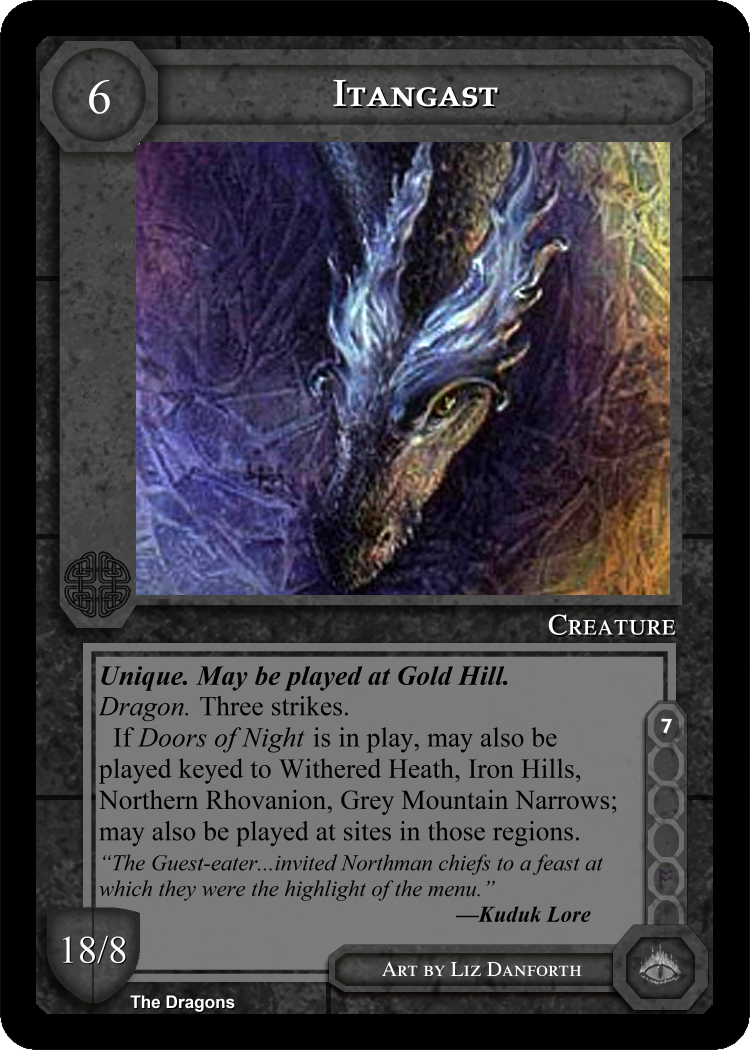 6
Itangast
Creature
Unique. May be played at Gold Hill.
Dragon. Three strikes.
If Doors of Night is in play, may also be
played keyed to Withered Heath, Iron Hills,
Northern Rhovanion, Grey Mountain Narrows;
may also be played at sites in those regions.
“The Guest-eater...invited Northman chiefs to a feast at
which they were the highlight of the menu.”
—Kuduk Lore
7
18/8
Art by Liz Danforth
The Dragons